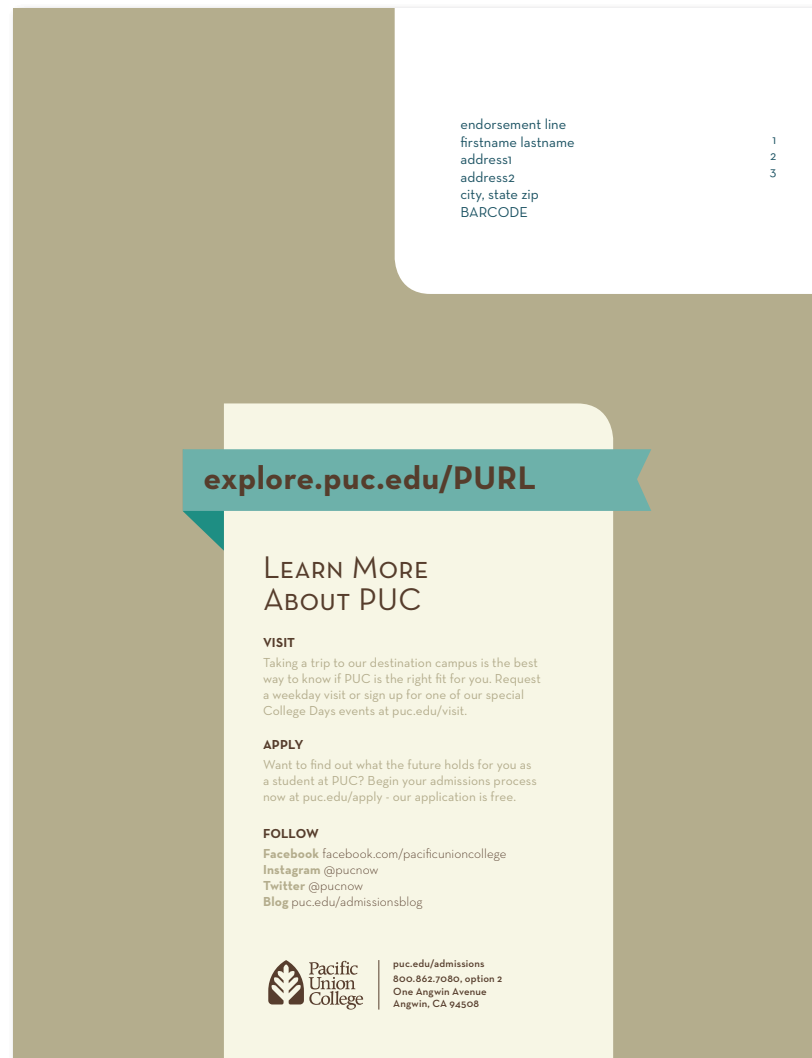 endorsement line
firstname lastname
address1
address2
city, state zip
BARCODE
1
2
3
explore.puc.edu/PURL
Learn More
About PUC
VISIT
Taking a trip to our destination campus is the best
way to know if PUC is the right fit for you. Request
a weekday visit or sign up for one of our special
College Days events at puc.edu/visit.
APPLY
Want to find out what the future holds for you as
a student at PUC? Begin your admissions process
now at puc.edu/apply - our application is free.
FOLLOW
Facebook facebook.com/pacificunioncollege
Instagram @pucnow
Twitter @pucnow
Blog puc.edu/admissionsblog
Pacific
Union
College
puc.edu/admissions
800.862.7080, option 2
One Angwin Avenue
Angwin, CA 94508